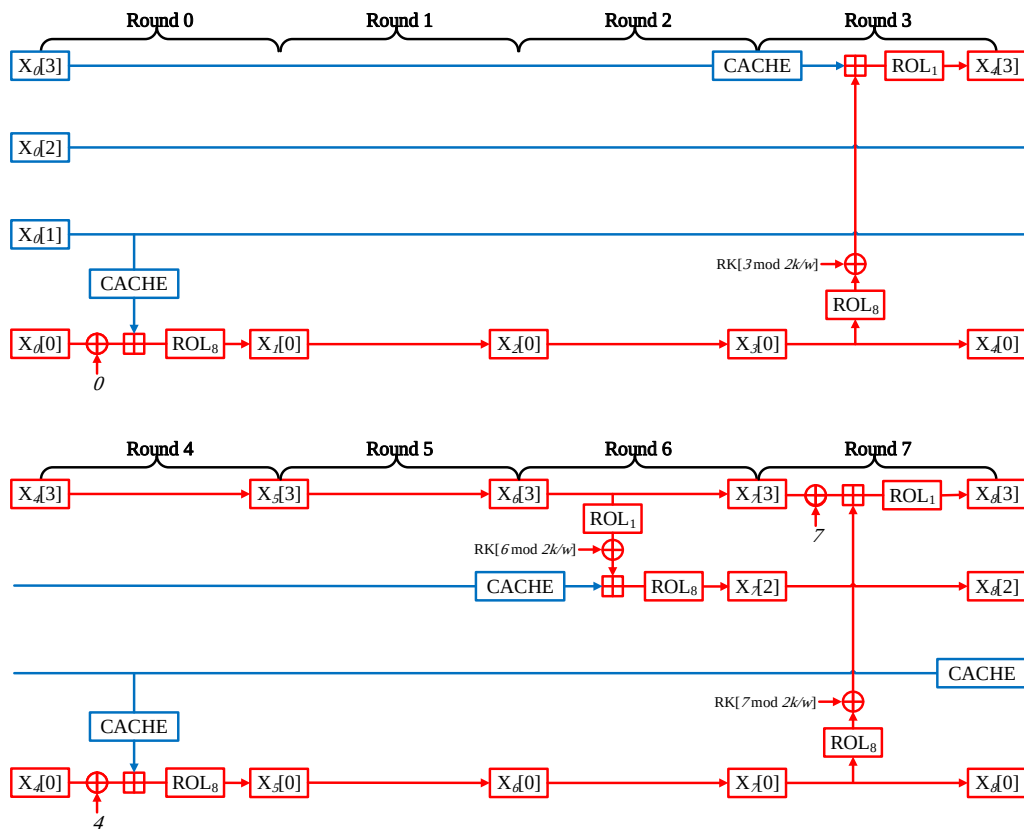 Round 0 Round 1 Round 2 Round 3
X₀[3] CACHE ROL₁ X₄[3]
X₀[2]
X₀[1]
CACHE
RK[3 mod 2k/w]
ROL₈
X₀[0] ROL₈ X₁[0] X₂[0] X₃[0] X₄[0]
0
Round 4 Round 5 Round 6 Round 7
X₄[3] X₅[3] X₆[3] X₇[3] ROL₁ X₈[3]
ROL₁
7
RK[6 mod 2k/w]
CACHE ROL₈ X₇[2] X₈[2]
CACHE
RK[7 mod 2k/w]
CACHE
ROL₈
X₄[0] ROL₈ X₅[0] X₆[0] X₇[0] X₈[0]
4